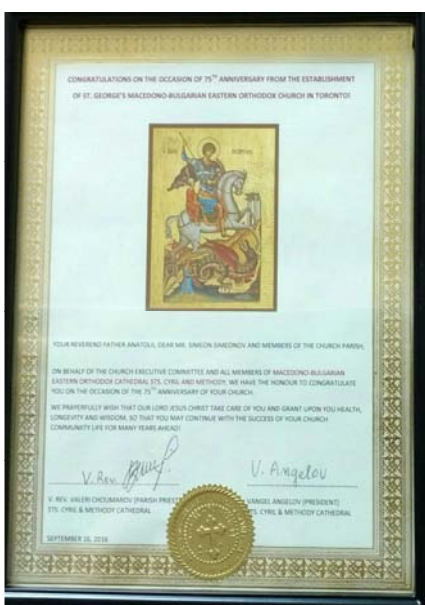 CONGRATULATIONS ON THE OCCASION OF 75TH ANNIVERSARY FROM THE ESTABLISHMENT
OF ST. GEORGE'S MACEDONO-BULGARIAN EASTERN ORTHODOX CHURCH IN TORONTO!
YOUR REVEREND FATHER ANATOLII, DEAR MR. SIMEON SIMEONOV AND MEMBERS OF THE CHURCH PARISH,
ON BEHALF OF THE CHURCH EXECUTIVE COMMITTEE AND ALL MEMBERS OF MACEDONO-BULGARIAN
EASTERN ORTHODOX CATHEDRAL STS. CYRIL AND METHODY, WE HAVE THE HONOUR TO CONGRATULATE
YOU ON THE OCCASION OF THE 75TH ANNIVERSARY OF YOUR CHURCH.
WE PRAYERFULLY WISH THAT OUR LORD JESUS CHRIST TAKE CARE OF YOU AND GRANT UPON YOU HEALTH,
LONGEVITY AND WISDOM, SO THAT YOU MAY CONTINUE WITH THE SUCCESS OF YOUR CHURCH
COMMUNITY LIFE FOR MANY YEARS AHEAD!
V. Rev. V. Angelov
V. REV. VALERI CHOUMAROV (PARISH PRIEST) VANGEL ANGELOV (PRESIDENT)
STS. CYRIL & METHODY CATHEDRAL STS. CYRIL & METHODY CATHEDRAL
SEPTEMBER 16, 2016